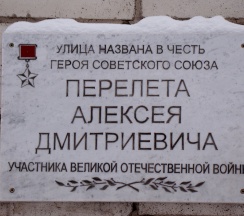 УЛИЦА НАЗВАНА В ЧЕСТЬ
ГЕРОЯ СОВЕТСКОГО СОЮЗА
ПЕРЕЛЕТА
АЛЕКСЕЯ
ДМИТРИЕВИЧА
УЧАСТНИКА ВЕЛИКОЙ ОТЕЧЕСТВЕННОЙ ВОЙНЫ